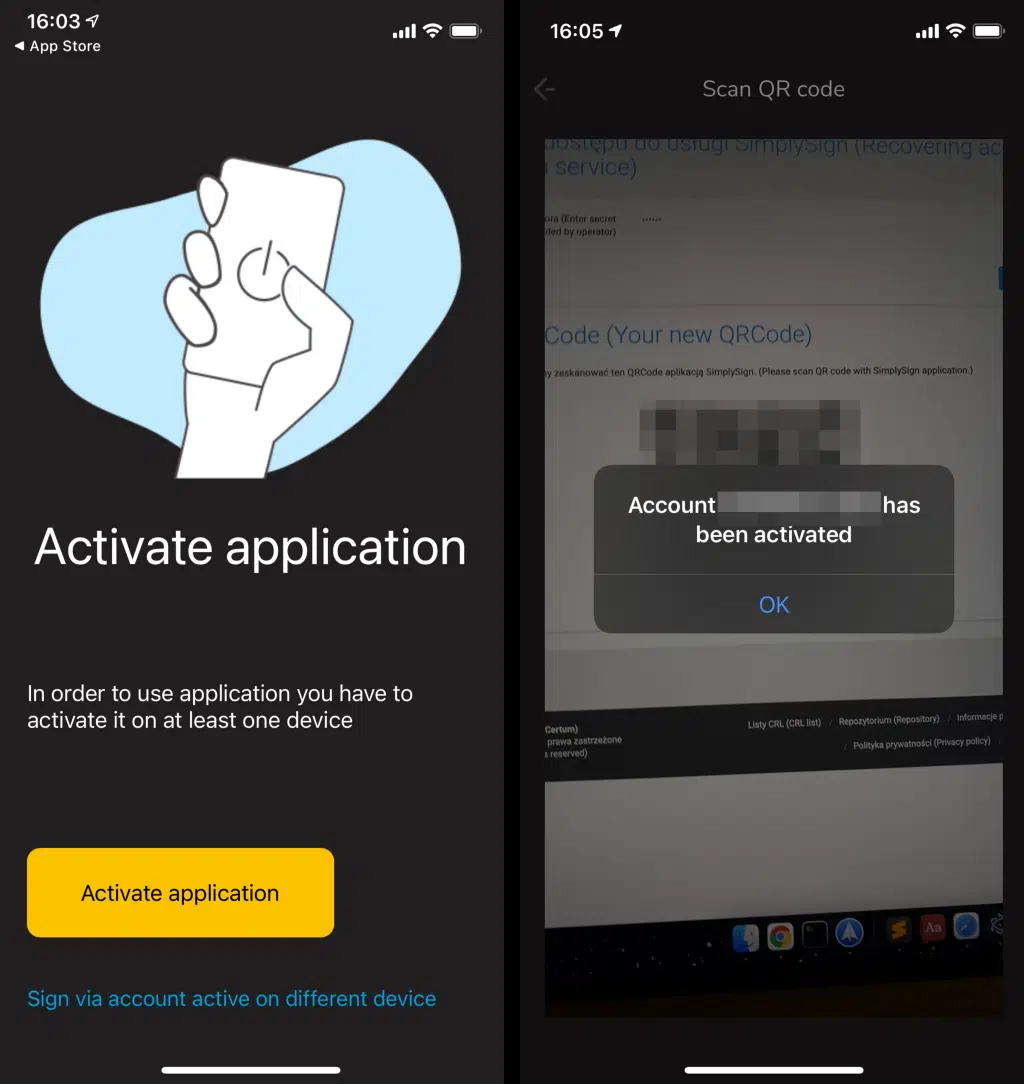 16:03
App Store
Activate application
In order to use application you have to
activate it on at least one device
Activate application
Sign via account active on different device
16:05
Scan QR code
dostępu do usługi SimplySign (Recovering ac
service)
ora (Enter secret
ded by operator)
Code (Your new QRCode)
y zeskanować ten QRCode aplikacją SimplySign. (Please scan QR code with SimplySign application.)
Account has
been activated
OK
Certum)
prawa zastrzeżone
s reserved)
Listy CRL (CRL list) / Repozytorium (Repository) / Informacje p
/ Polityka prywatności (Privacy policy)
Aa